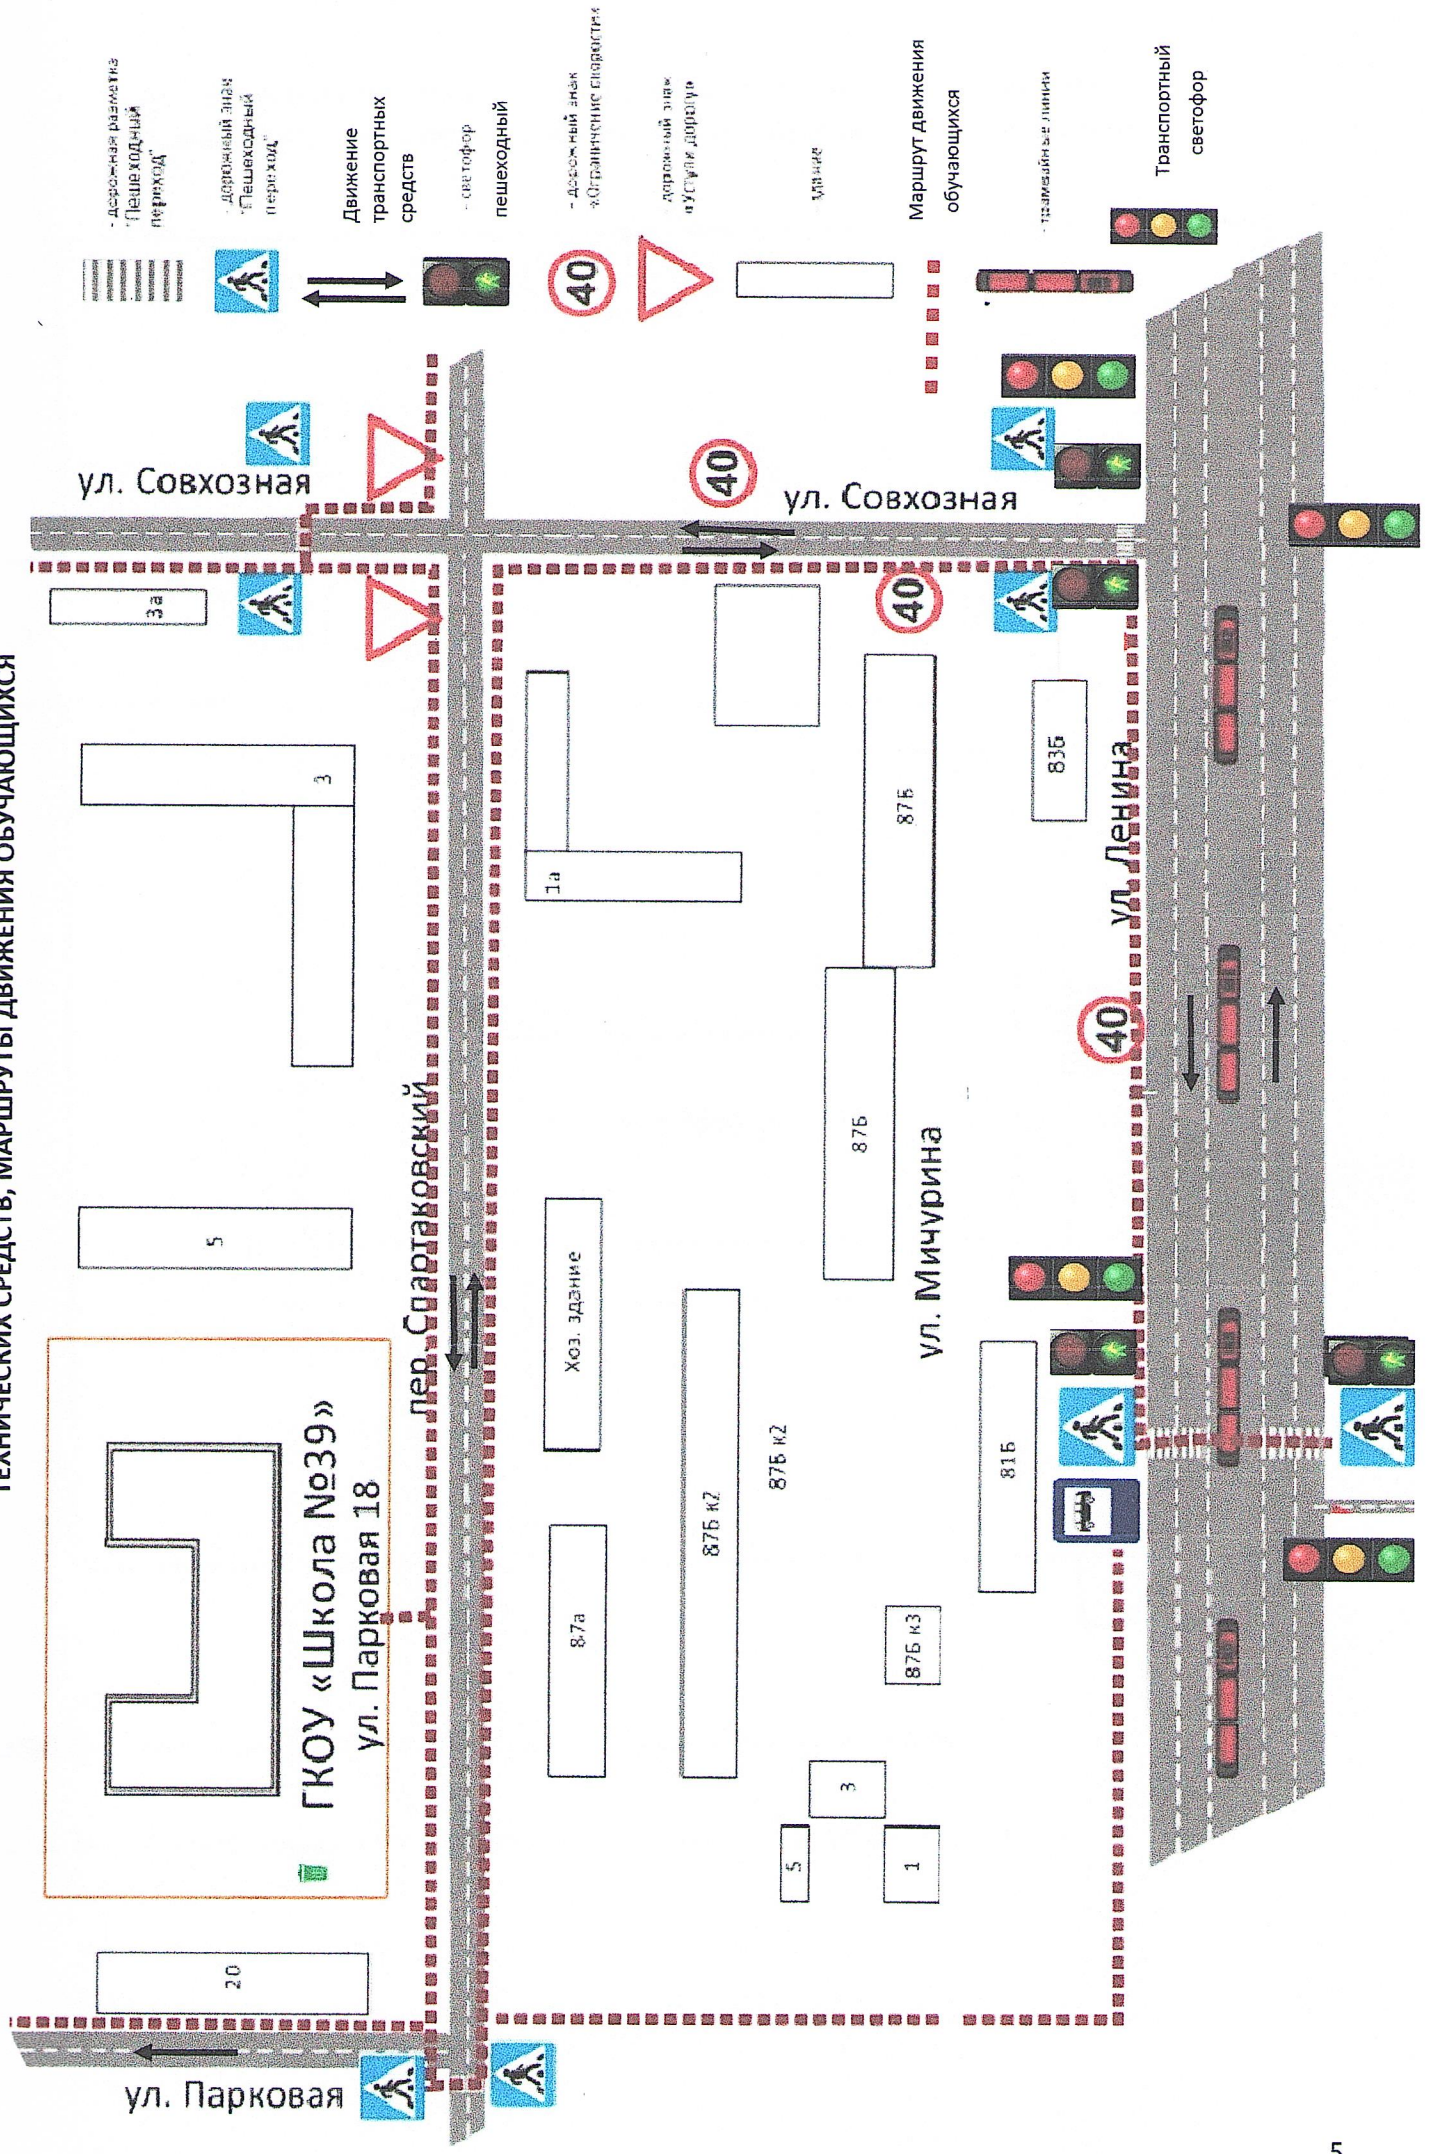 ТЕХНИЧЕСКИХ СРЕДСТВ, МАРШРУТЫ ДВИЖЕНИЯ ОБУЧАЮЩИХСЯ
ул. Парковая
20
ГКОУ «Школа №39»
ул. Парковая 18
5
3
3а
ул. Совхозная
пер. Спартаковский
87а
Хоз. здание
1а
87Б к2
87Б к2
87Б
87Б
5
3
1
87Б к3
ул. Мичурина
81Б
83Б
ул. Совхозная
40
40
40
ул. Ленина
- дорожная разметка
"Пешеходный
переход"
- дорожный знак
"Пешеходный
переход"
Движение
транспортных
средств
- светофор
пешеходный
40
- дорожный знак
«Ограничение скорости»
дорожный знак
«Уступи дорогу»
здание
Маршрут движения
обучающихся
- трамвайные линии
Транспортный
светофор
5